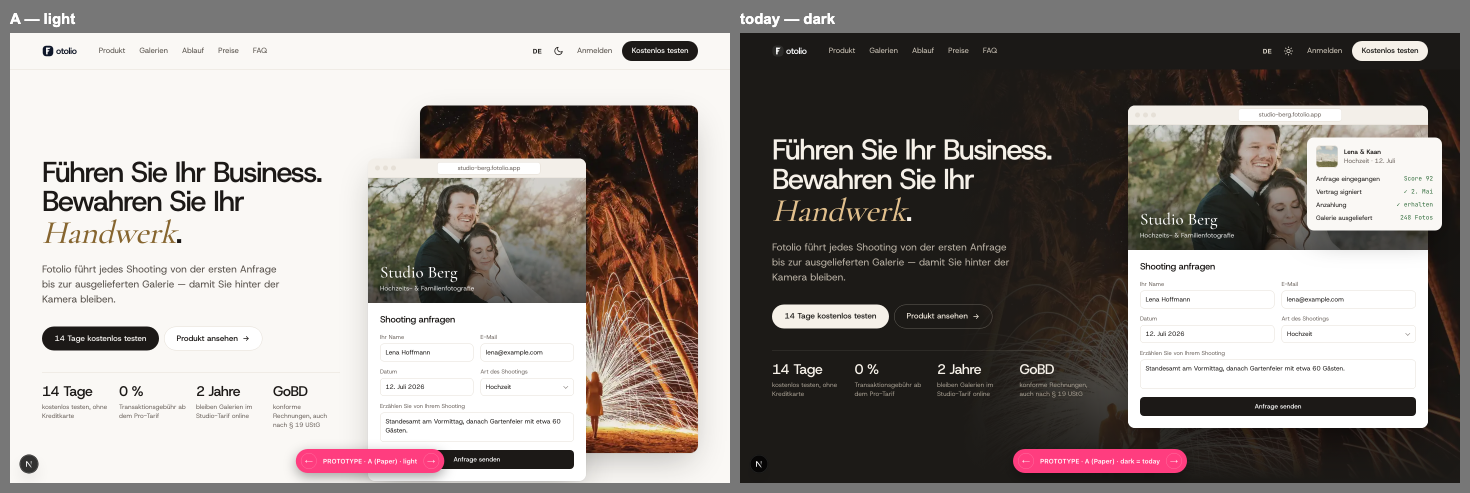 A — light
F otolio
Produkt Galerien Ablauf Preise FAQ
DE Anmelden Kostenlos testen
Führen Sie Ihr Business.
Bewahren Sie Ihr
Handwerk.
Fotolio führt jedes Shooting von der ersten Anfrage
bis zur ausgelieferten Galerie — damit Sie hinter der
Kamera bleiben.
14 Tage kostenlos testen Produkt ansehen →
14 Tage 0 % 2 Jahre GoBD
kostenlos testen, ohne
Kreditkarte
Transaktionsgebühr ab
dem Pro-Tarif
bleiben Galerien im
Studio-Tarif online
konforme
Rechnungen, auch
nach § 19 UStG
studio-berg.fotolio.app
Studio Berg
Hochzeits- & Familienfotografie
Shooting anfragen
Ihr Name E-Mail
Lena Hoffmann lena@example.com
Datum Art des Shootings
12. Juli 2026 Hochzeit
Erzählen Sie von Ihrem Shooting
Standesamt am Vormittag, danach Gartenfeier mit etwa 60
Gästen.
Anfrage senden
N
← PROTOTYPE · A (Paper) · light →
today — dark
F otolio
Produkt Galerien Ablauf Preise FAQ
DE Anmelden Kostenlos testen
Führen Sie Ihr Business.
Bewahren Sie Ihr
Handwerk.
Fotolio führt jedes Shooting von der ersten Anfrage
bis zur ausgelieferten Galerie — damit Sie hinter der
Kamera bleiben.
14 Tage kostenlos testen Produkt ansehen →
14 Tage 0 % 2 Jahre GoBD
kostenlos testen, ohne
Kreditkarte
Transaktionsgebühr ab
dem Pro-Tarif
bleiben Galerien im
Studio-Tarif online
konforme Rechnungen,
auch nach § 19 UStG
studio-berg.fotolio.app
Lena & Kaan
Hochzeit · 12. Juli
Anfrage eingegangen Score 92
Vertrag signiert ✓ 2. Mai
Anzahlung ✓ erhalten
Galerie ausgeliefert 248 Fotos
Studio Berg
Hochzeits- & Familienfotografie
Shooting anfragen
Ihr Name E-Mail
Lena Hoffmann lena@example.com
Datum Art des Shootings
12. Juli 2026 Hochzeit
Erzählen Sie von Ihrem Shooting
Standesamt am Vormittag, danach Gartenfeier mit etwa 60 Gästen.
Anfrage senden
N
← PROTOTYPE · A (Paper) · dark = today →